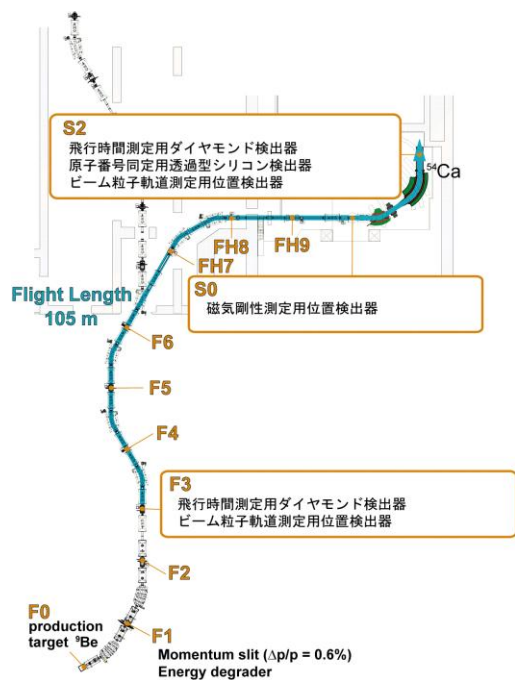 S2
飛行時間測定用ダイヤモンド検出器
原子番号同定用透過型シリコン検出器
ビーム粒子軌道測定用位置検出器
⁵⁴Ca
FH8
FH9
FH7
S0
磁気剛性測定用位置検出器
Flight Length
105 m
F6
F5
F4
F3
飛行時間測定用ダイヤモンド検出器
ビーム粒子軌道測定用位置検出器
F2
F0
production
target ⁹Be
F1
Momentum slit (Δp/p = 0.6%)
Energy degrader